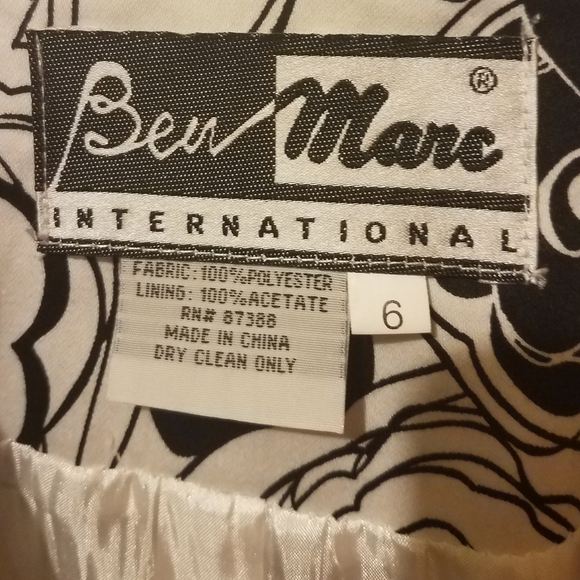 Ben Marc ®
INTERNATIONAL
FABRIC: 100%POLYESTER
LINING: 100%ACETATE
RN# 87388
MADE IN CHINA
DRY CLEAN ONLY
6